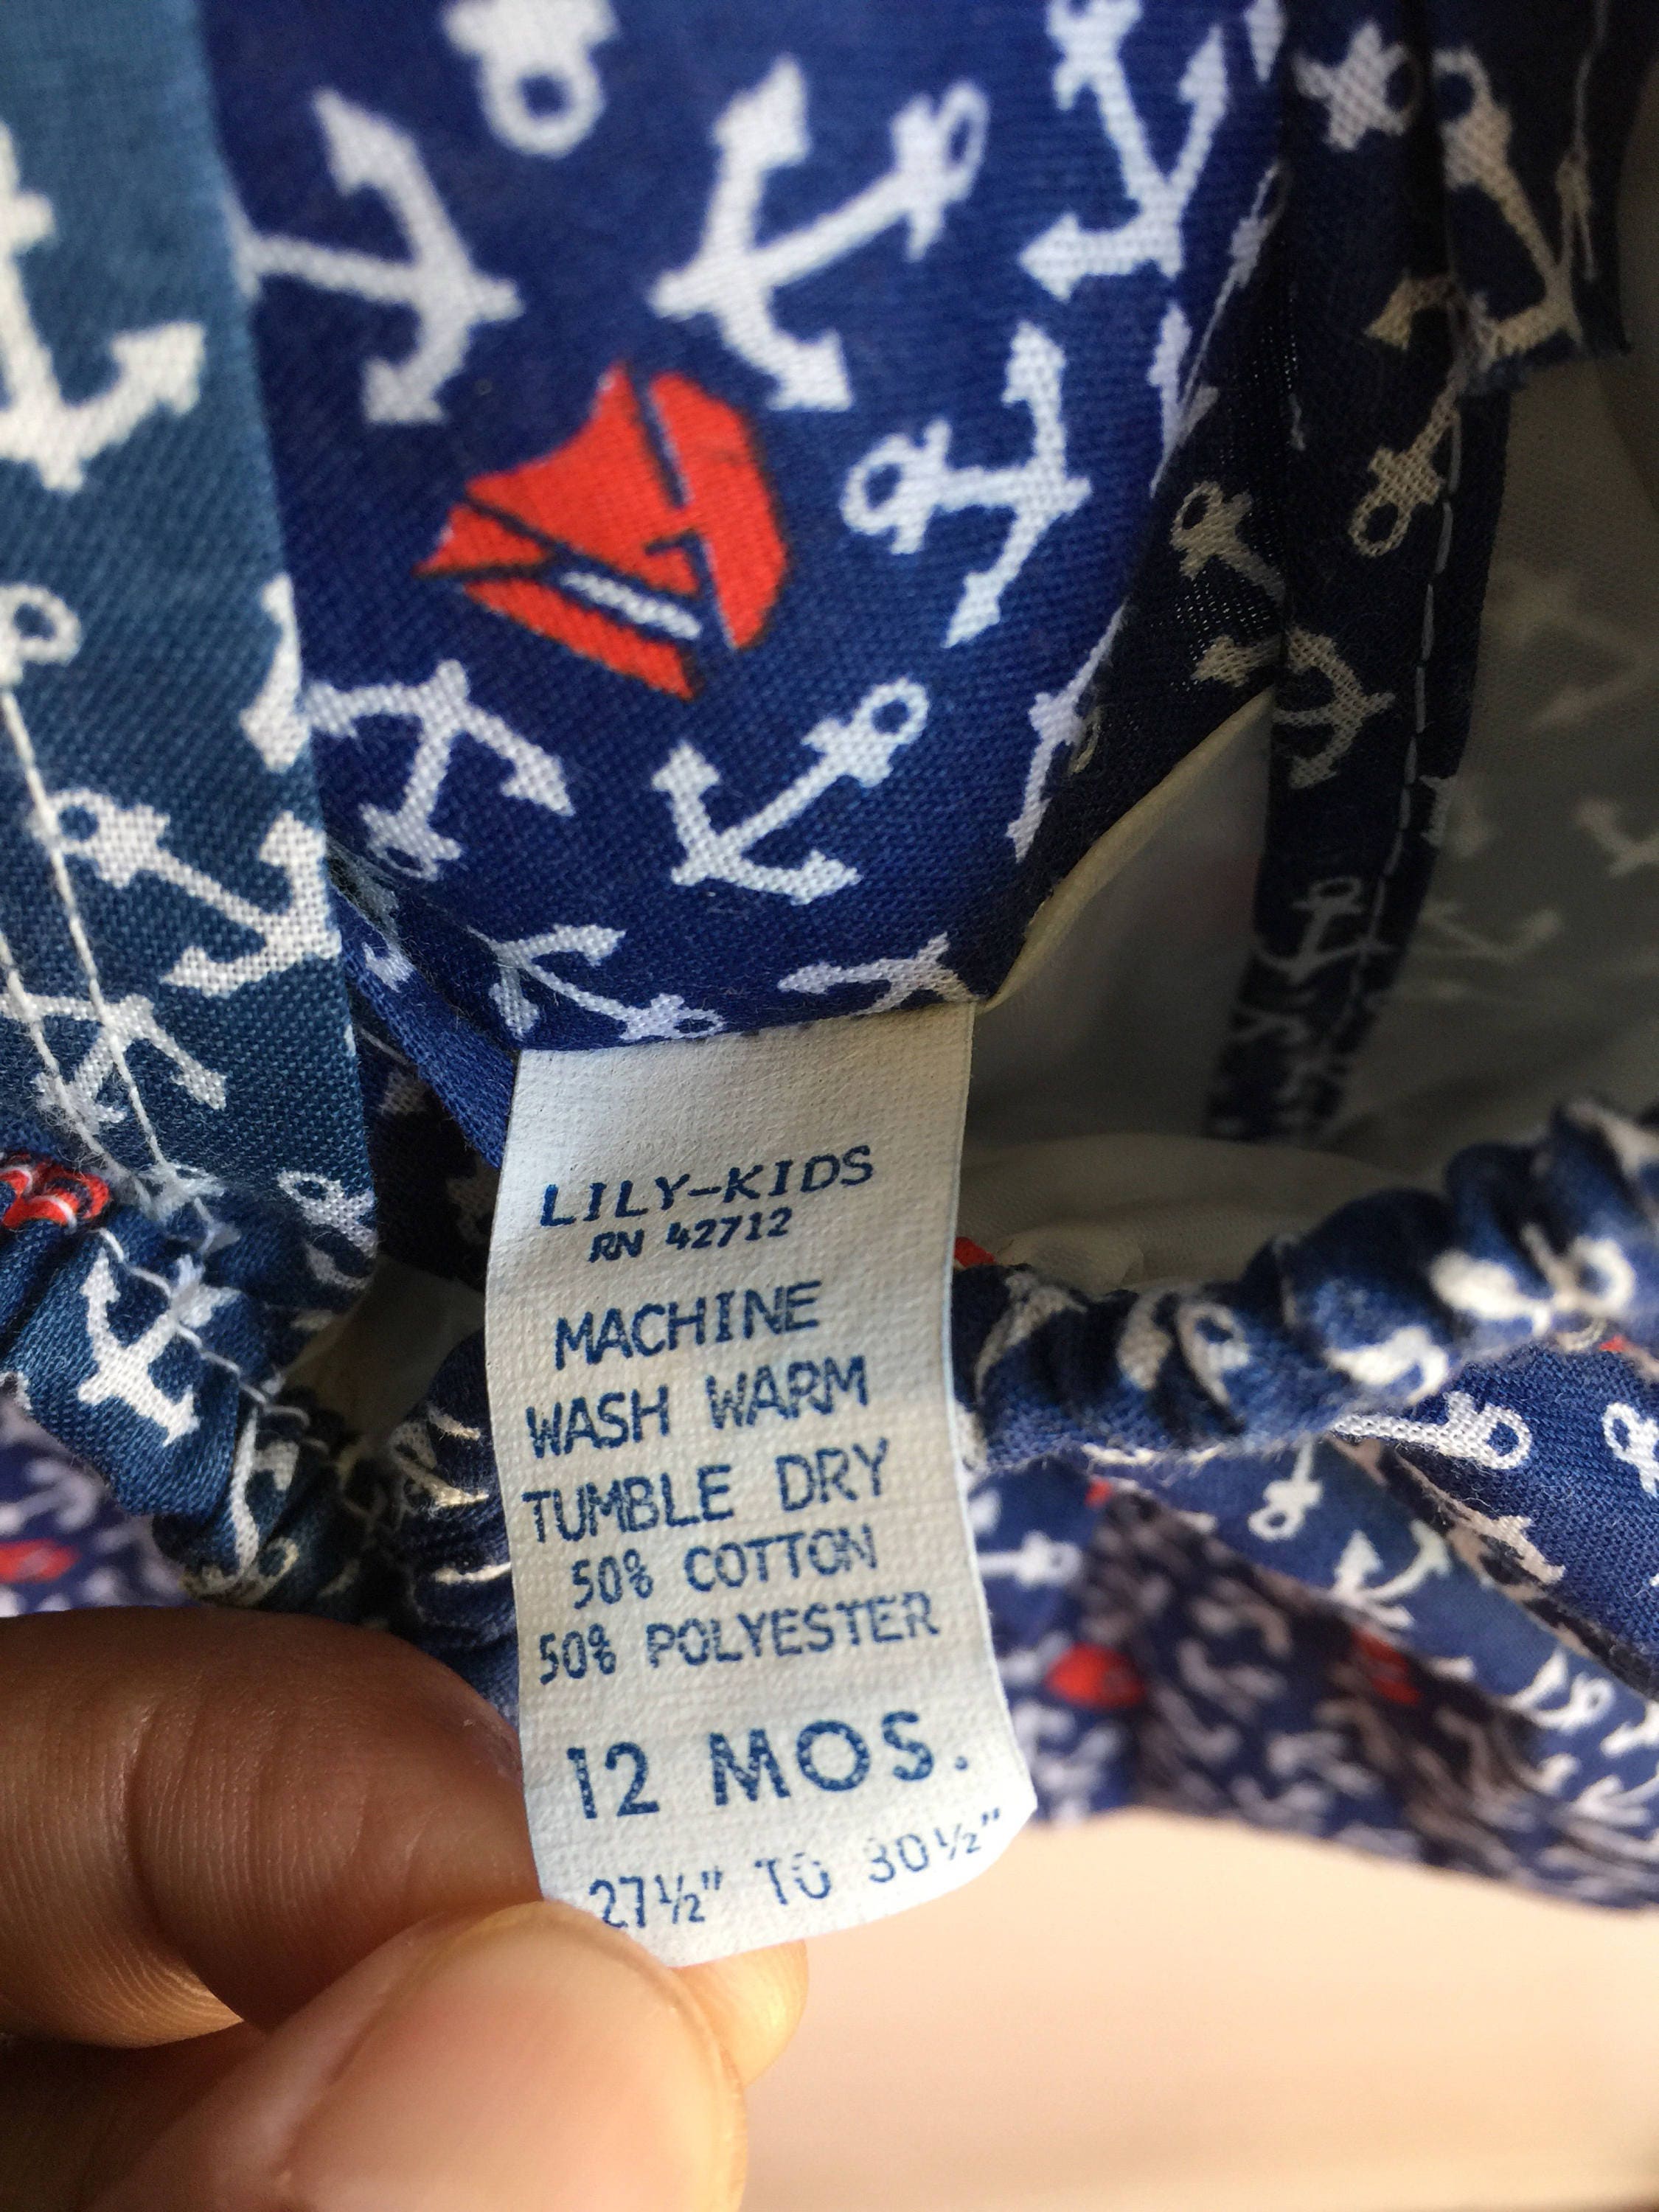 LILY-KIDS
RN 42712
MACHINE
WASH WARM
TUMBLE DRY
50% COTTON
50% POLYESTER
12 MOS.
27½" TO 30½"